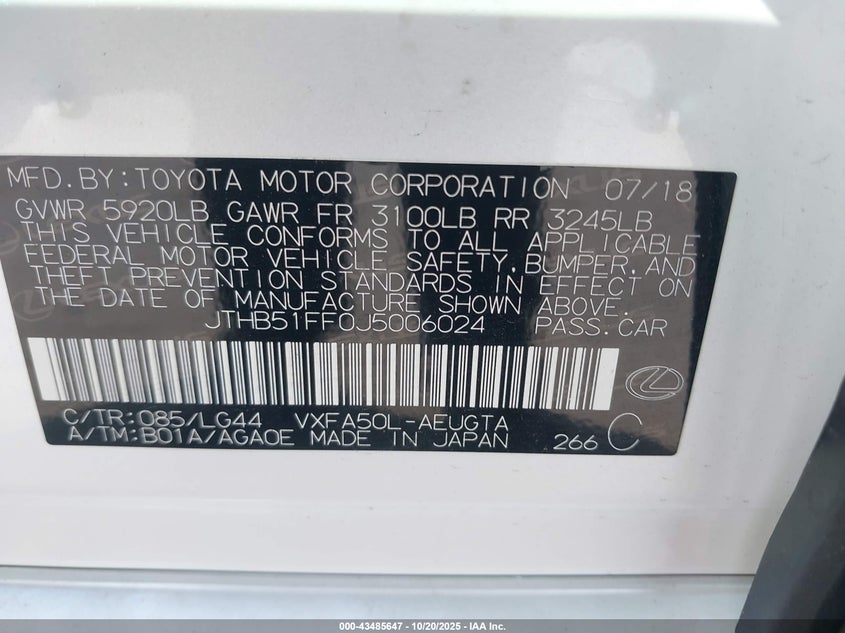 MFD.BY:TOYOTA MOTOR CORPORATION 07/18
GVWR 5920LB GAWR FR 3100LB RR 3245LB
THIS VEHICLE CONFORMS TO ALL APPLICABLE
FEDERAL MOTOR VEHICLE SAFETY,BUMPER,AND
THEFT PREVENTION STANDARDS IN EFFECT ON
THE DATE OF MANUFACTURE SHOWN ABOVE.
JTHB51FF0J5006024 PASS.CAR
C/TR:085/LG44 VXFA50L-AEUGTA
A/TM:B01A/AGA0E MADE IN JAPAN 266 C
000-43485647 - 10/20/2025 - IAA Inc.